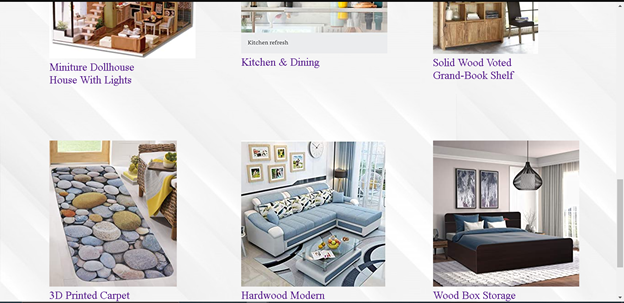 Kitchen refresh
Miniture Dollhouse
House With Lights
Kitchen & Dining
Solid Wood Voted
Grand-Book Shelf
3D Printed Carpet
Hardwood Modern
Wood Box Storage